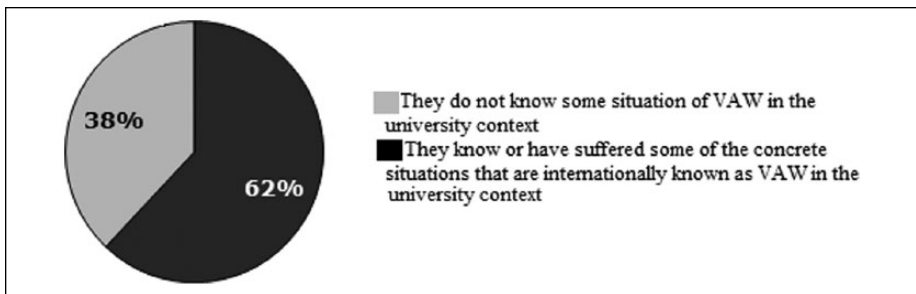 38%
62%
They do not know some situation of VAW in the
university context
They know or have suffered some of the concrete
situations that are internationally known as VAW in the
university context